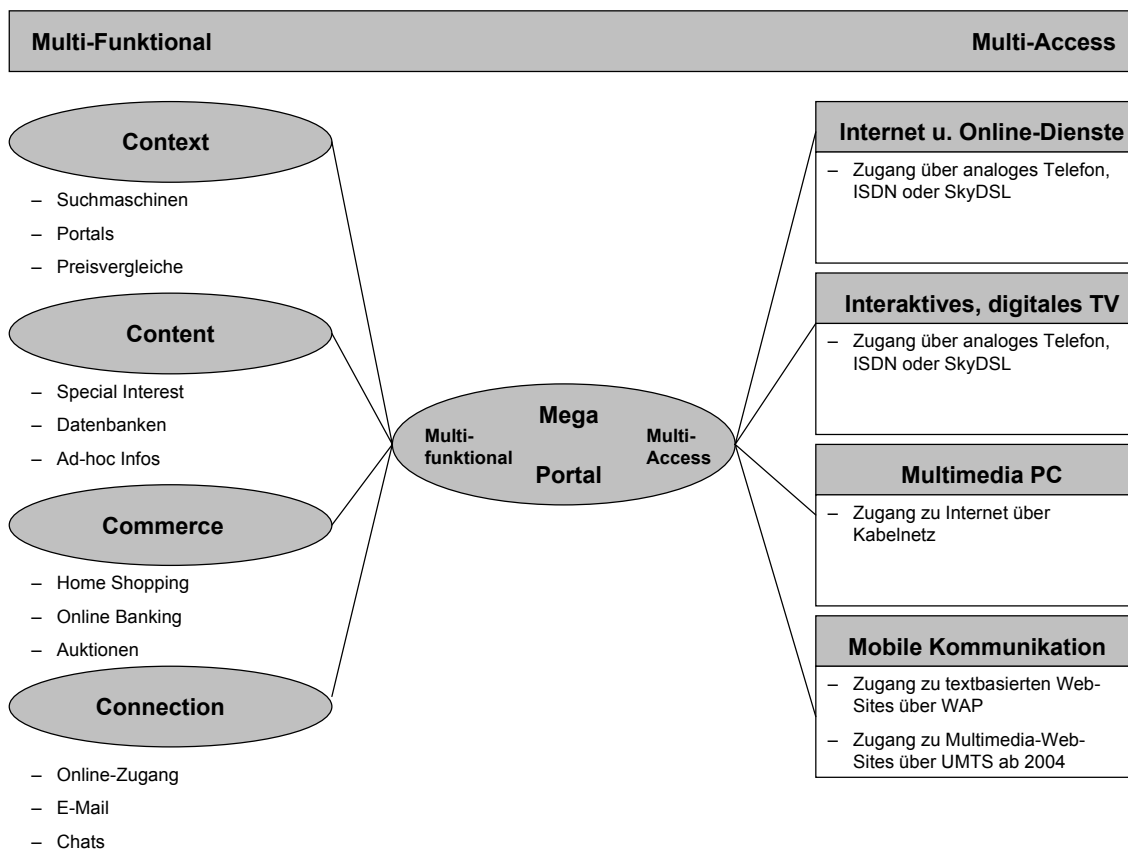 Multi-Funktional
Multi-Access
Context
– Suchmaschinen
– Portals
– Preisvergleiche
Content
– Special Interest
– Datenbanken
– Ad-hoc Infos
Commerce
– Home Shopping
– Online Banking
– Auktionen
Connection
– Online-Zugang
– E-Mail
– Chats
Multi-
funktional
Mega
Portal
Multi-
Access
Internet u. Online-Dienste
– Zugang über analoges Telefon,
ISDN oder SkyDSL
Interaktives, digitales TV
– Zugang über analoges Telefon,
ISDN oder SkyDSL
Multimedia PC
– Zugang zu Internet über
Kabelnetz
Mobile Kommunikation
– Zugang zu textbasierten Web-
Sites über WAP
– Zugang zu Multimedia-Web-
Sites über UMTS ab 2004